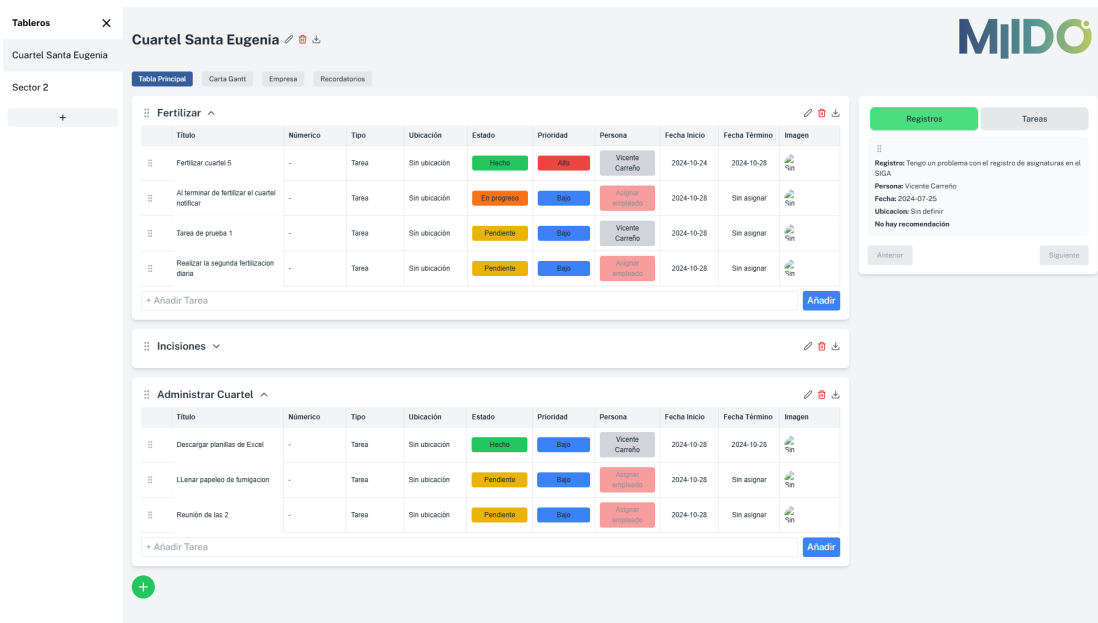 Tableros
Cuartel Santa Eugenia
Sector 2
+
Cuartel Santa Eugenia
MIIDO
Tabla Principal Carta Gantt Empresa Recordatorios
Fertilizar
Título Númerico Tipo Ubicación Estado Prioridad Persona Fecha Inicio Fecha Término Imagen
Fertilizar cuartel 5 - Tarea Sin ubicación Hecho Alto Vicente Carreño 2024-10-24 2024-10-28 Sin
Al terminar de fertilizar el cuartel notificar - Tarea Sin ubicación En progreso Bajo Asignar empleado 2024-10-28 Sin asignar Sin
Tarea de prueba 1 - Tarea Sin ubicación Pendiente Bajo Vicente Carreño 2024-10-28 Sin asignar Sin
Realizar la segunda fertilizacion diaria - Tarea Sin ubicación Pendiente Bajo Asignar empleado 2024-10-28 Sin asignar Sin
+ Añadir Tarea Añadir
Incisiones
Administrar Cuartel
Título Númerico Tipo Ubicación Estado Prioridad Persona Fecha Inicio Fecha Término Imagen
Descargar planillas de Excel - Tarea Sin ubicación Hecho Bajo Vicente Carreño 2024-10-28 2024-10-28 Sin
LLenar papeleo de fumigacion - Tarea Sin ubicación Pendiente Bajo Asignar empleado 2024-10-28 Sin asignar Sin
Reunión de las 2 - Tarea Sin ubicación Pendiente Bajo Asignar empleado 2024-10-28 Sin asignar Sin
+ Añadir Tarea Añadir
+
Registros Tareas
Registro: Tengo un problema con el registro de asignaturas en el
SIGA
Persona: Vicente Carreño
Fecha: 2024-07-25
Ubicacion: Sin definir
No hay recomendación
Anterior Siguiente